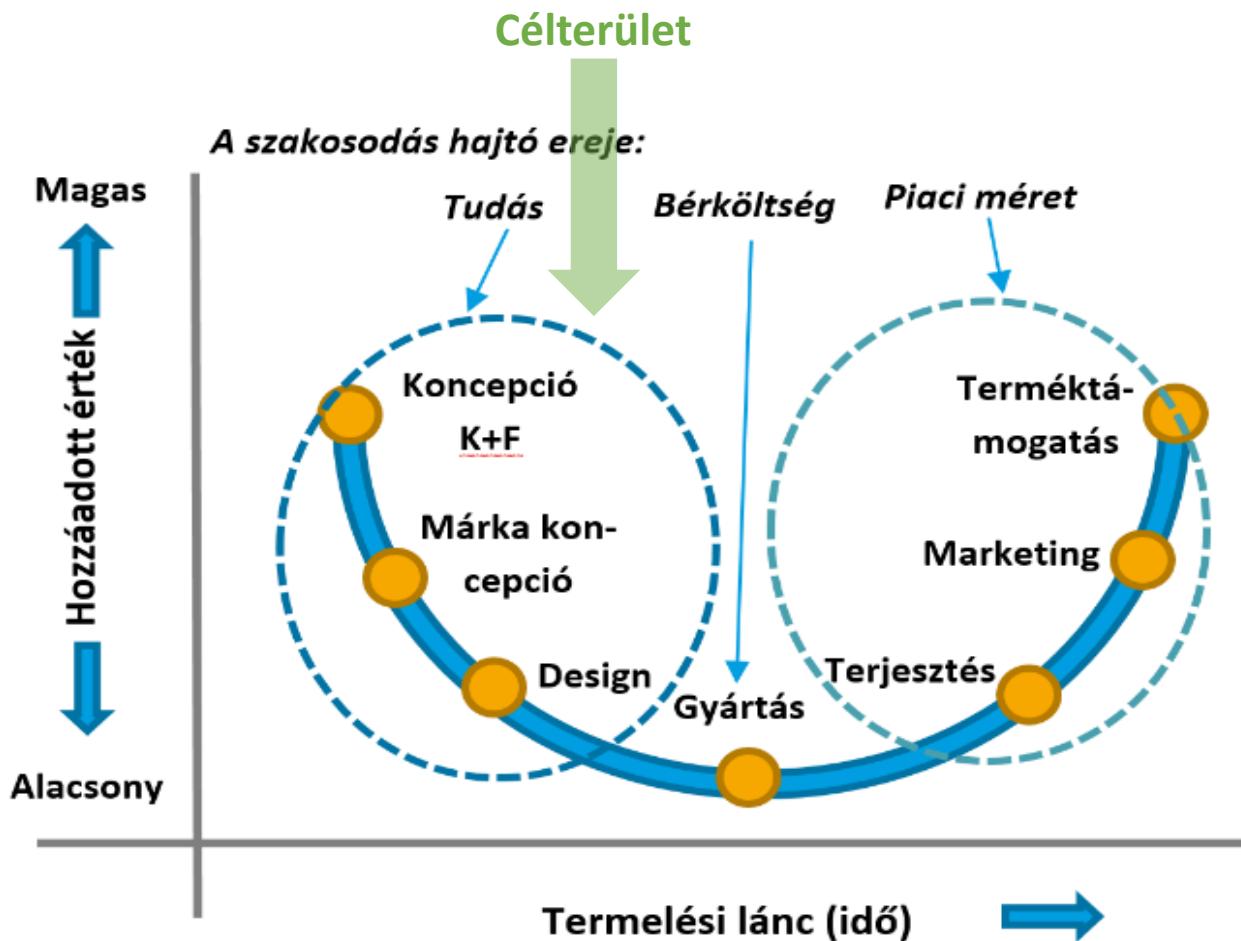 Célterület
A szakosodás hajtó ereje:
Magas
Tudás
Bérköltség
Piaci méret
Hozzáadott érték
Koncepció
K+F
Terméktá-
mogatás
Márka kon-
cepció
Marketing
Design
Gyártás
Terjesztés
Alacsony
Termelési lánc (idő)